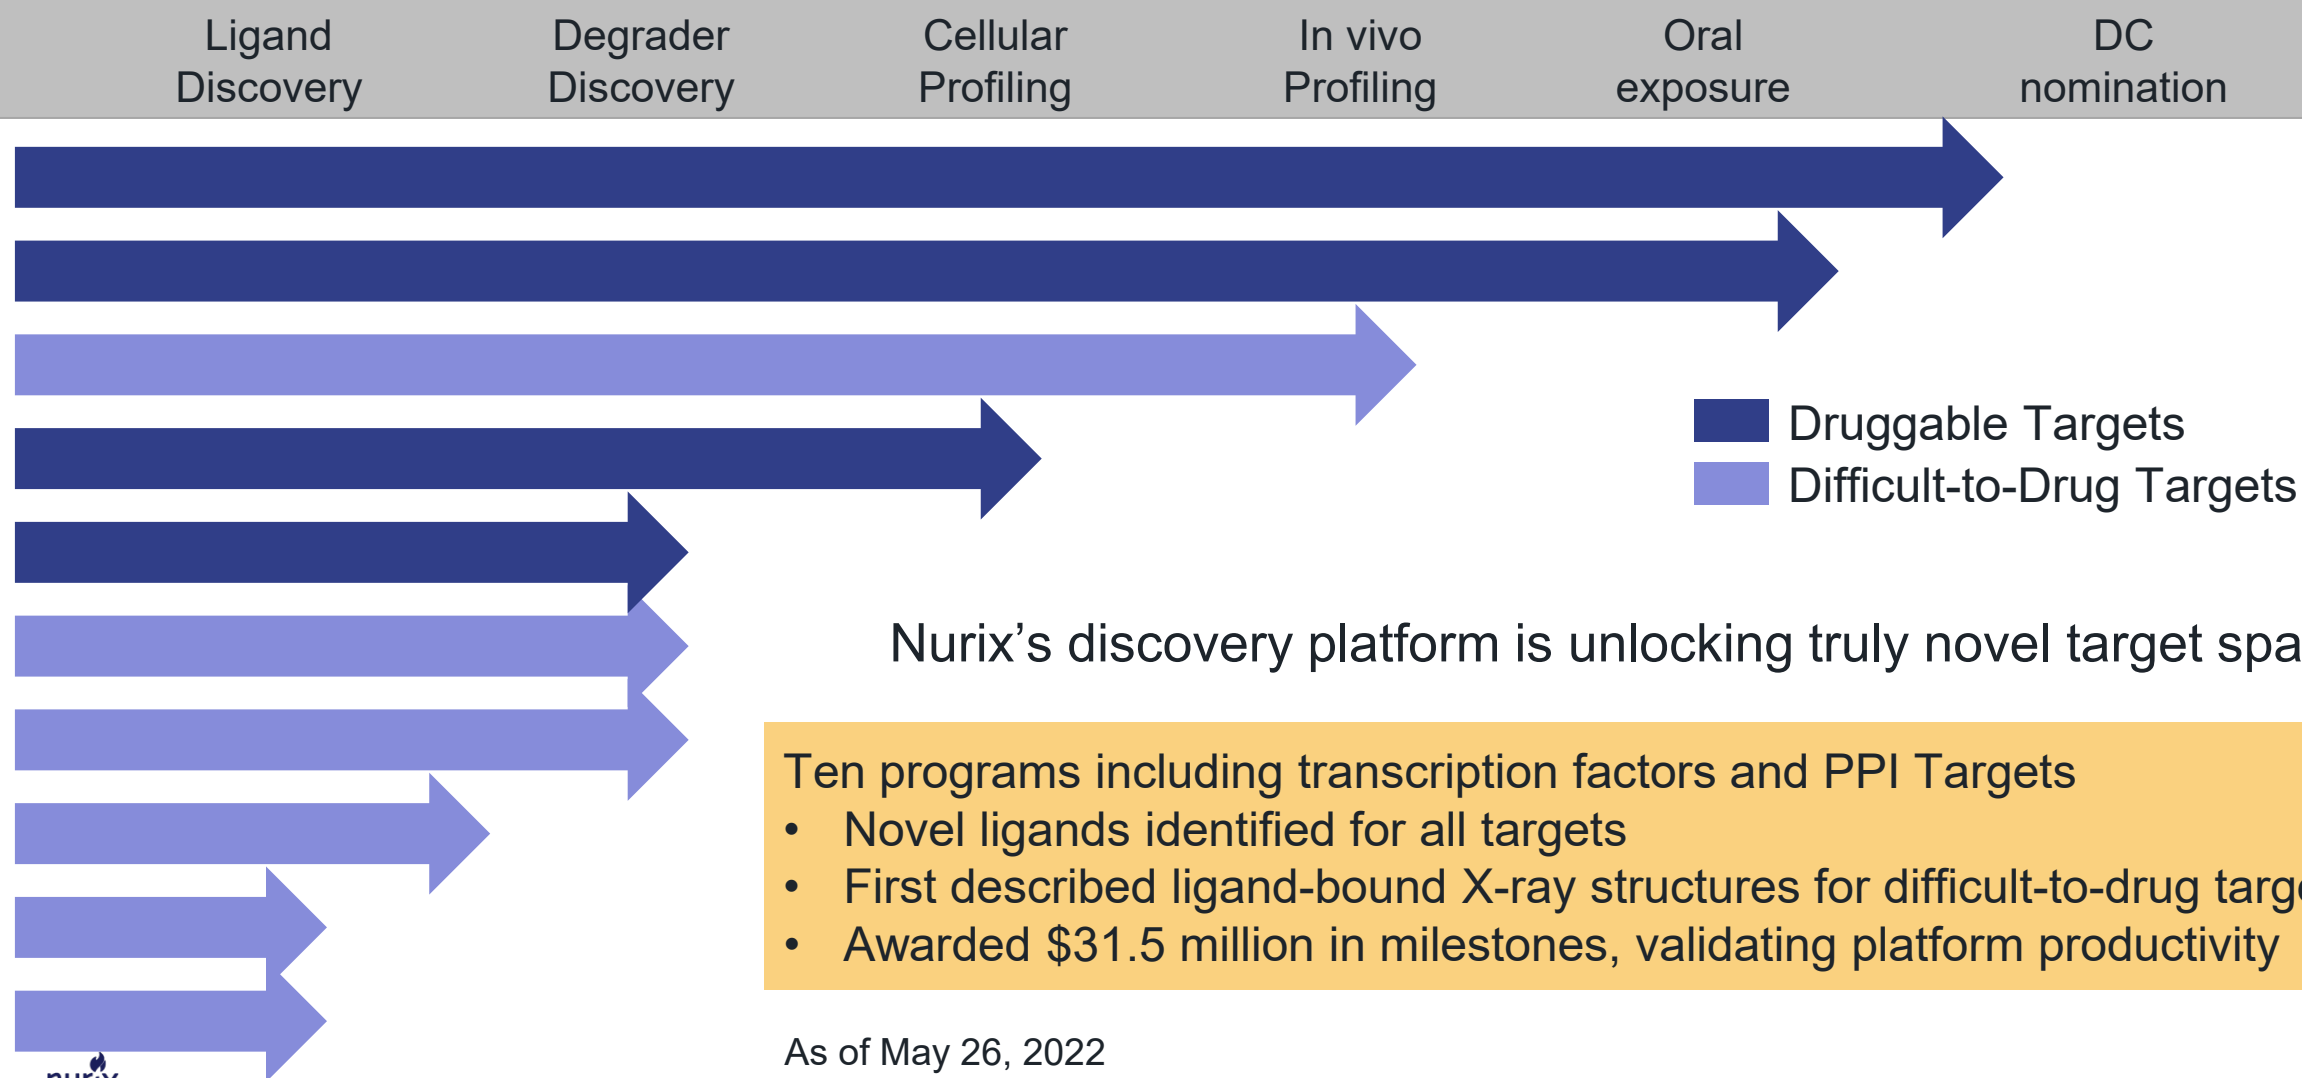 Ligand
Discovery
Degrader
Discovery
Cellular
Profiling
In vivo
Profiling
Oral
exposure
DC
nomination
Druggable Targets
Difficult-to-Drug Targets
Nurix’s discovery platform is unlocking truly novel target
Ten programs including transcription factors and PPI Targets
• Novel ligands identified for all targets
• First described ligand-bound X-ray structures for difficult-to-drug
• Awarded $31.5 million in milestones, validating platform productivity
As of May 26, 2022
nurix